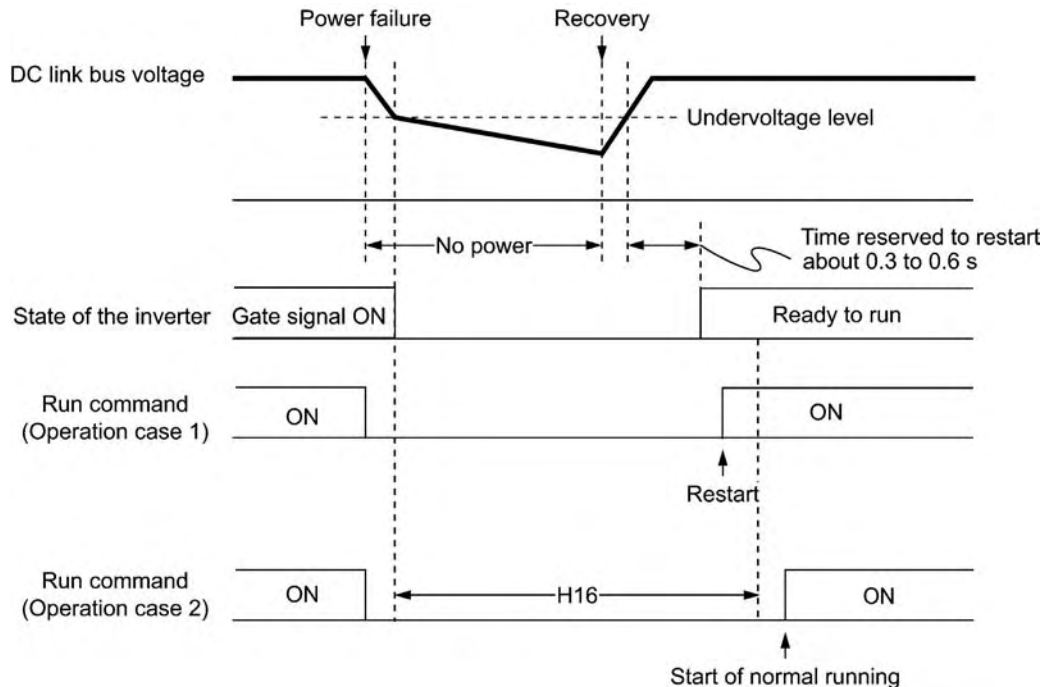 Power failure
Recovery
DC link bus voltage
Undervoltage level
No power
Time reserved to restart
about 0.3 to 0.6 s
State of the inverter
Gate signal ON
Ready to run
Run command
(Operation case 1)
ON
ON
Restart
Run command
(Operation case 2)
ON
H16
ON
Start of normal running